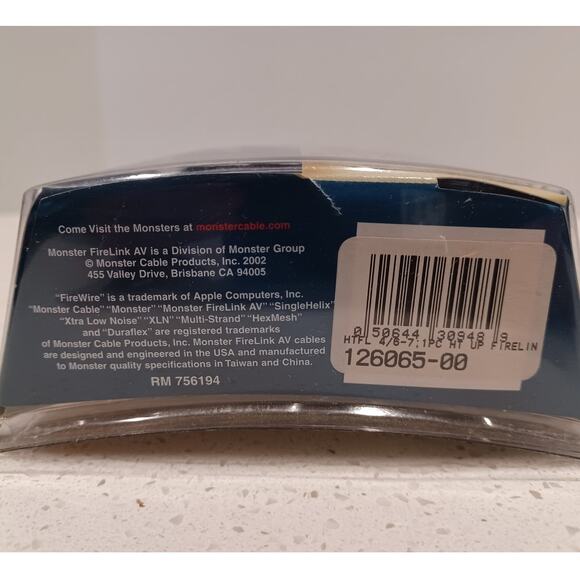 Come Visit the Monsters at monstercable.com
Monster FireLink AV is a Division of Monster Group
© Monster Cable Products, Inc. 2002
455 Valley Drive, Brisbane CA 94005
"FireWire" is a trademark of Apple Computers, Inc.
"Monster Cable" "Monster" "Monster FireLink AV" "SingleHelix"
"Xtra Low Noise" "XLN" "Multi-Strand" "HexMesh"
and "Duraflex" are registered trademarks
of Monster Cable Products, Inc. Monster FireLink AV cables
are designed and engineered in the USA and manufactured
to Monster quality specifications in Taiwan and China.
RM 756194
0 50644 30948 9
HTFL 4/6-7.1PC HT UP FIRELIN
126065-00